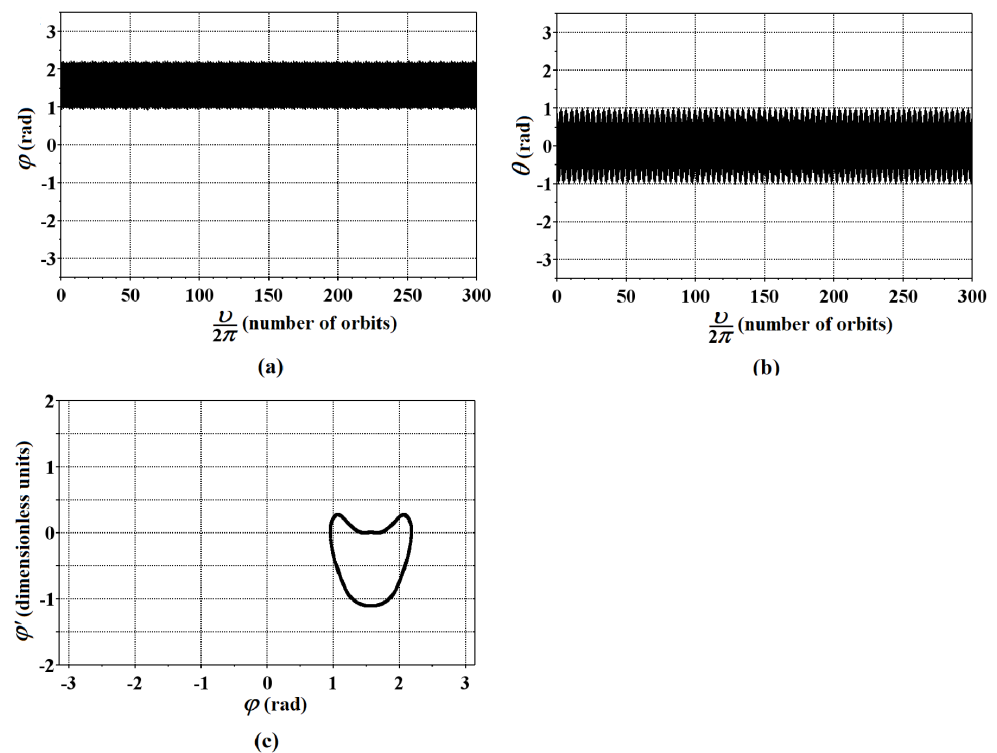 3
2
1
0
-1
-2
-3
φ (rad)
0 50 100 150 200 250 300
υ/2π (number of orbits)
(a)
3
2
1
0
-1
-2
-3
θ (rad)
0 50 100 150 200 250 300
υ/2π (number of orbits)
(b)
2
1
0
-1
-2
φ′ (dimensionless units)
-3 -2 -1 0 1 2 3
φ (rad)
(c)